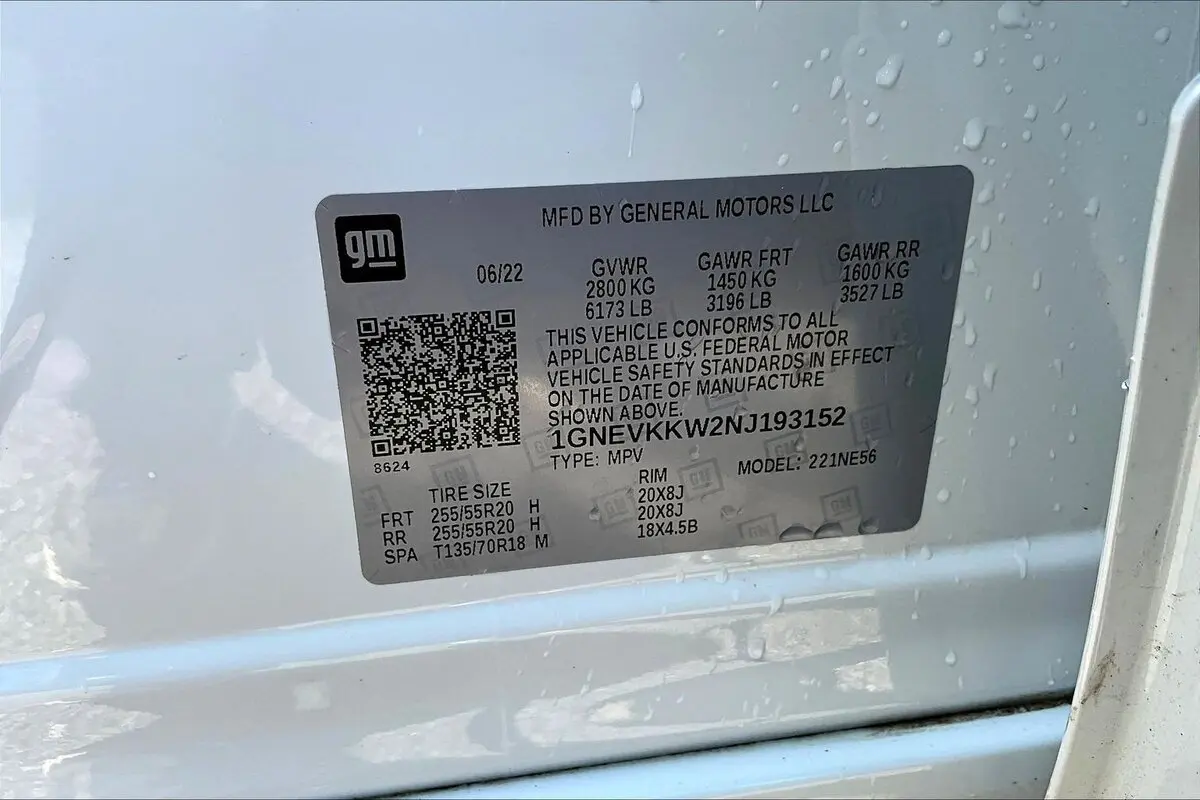 gm
MFD BY GENERAL MOTORS LLC
06/22
GVWR
2800 KG
6173 LB
GAWR FRT
1450 KG
3196 LB
GAWR RR
1600 KG
3527 LB
THIS VEHICLE CONFORMS TO ALL
APPLICABLE U.S. FEDERAL MOTOR
VEHICLE SAFETY STANDARDS IN EFFECT
ON THE DATE OF MANUFACTURE
SHOWN ABOVE.
1GNEVKKW2NJ193152
TYPE: MPV
MODEL: 221NE56
8624
TIRE SIZE RIM
FRT 255/55R20 H 20X8J
RR 255/55R20 H 20X8J
SPA T135/70R18 M 18X4.5B